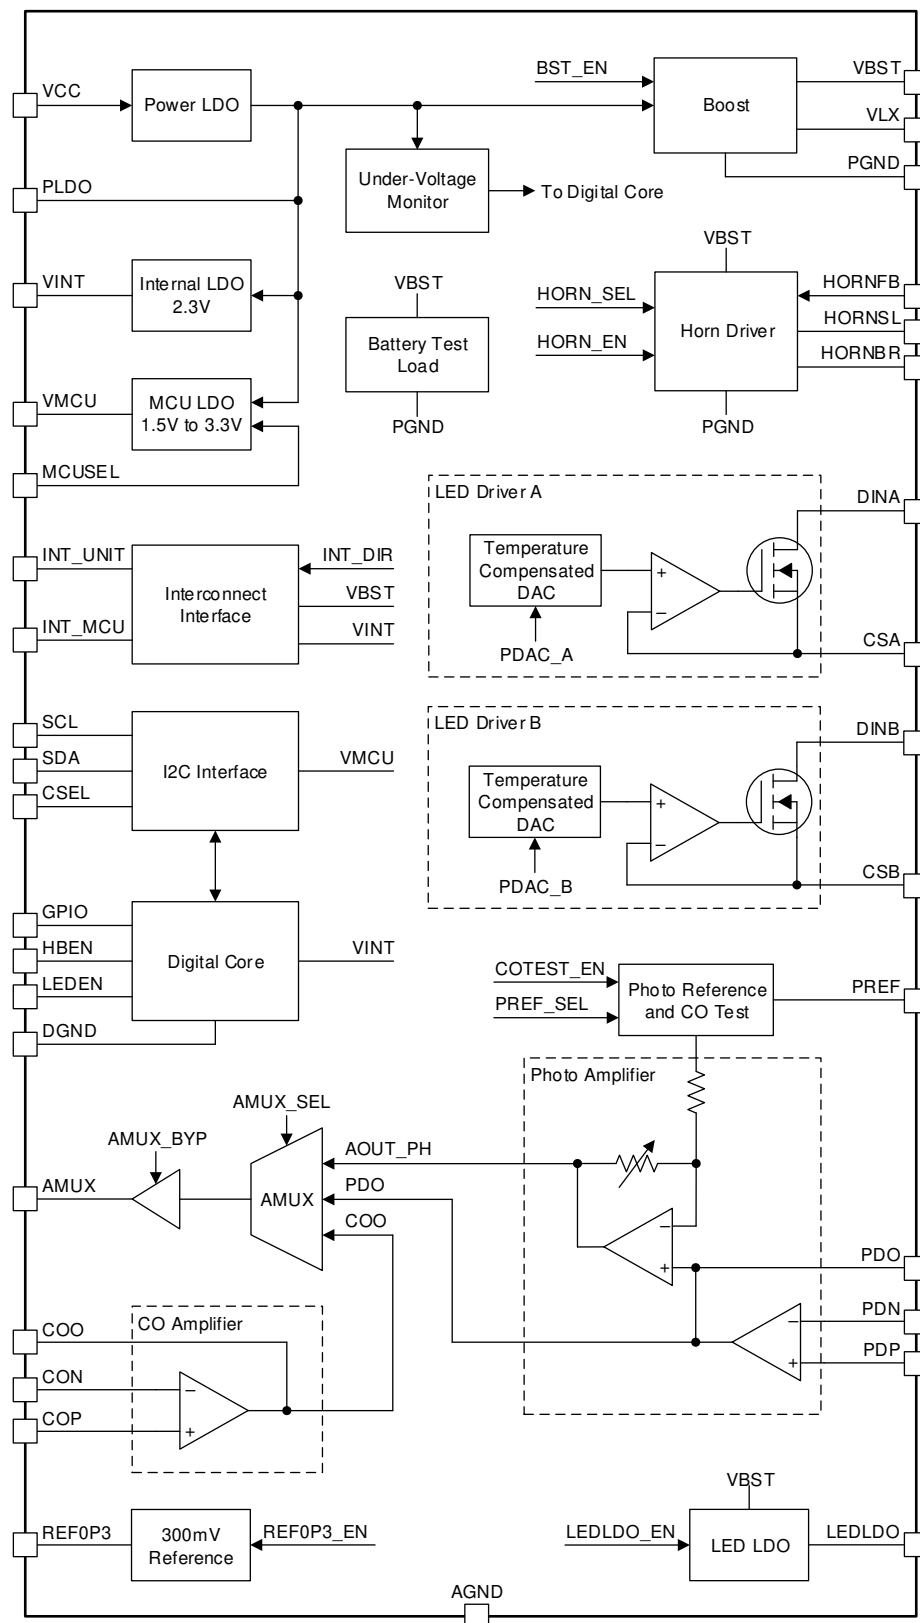 BST_EN
VBST
VCC
Power LDO
Boost
VLX
PGND
PLDO
Under-Voltage
Monitor
To Digital Core
VINT
Internal LDO
2.3V
VBST
Battery Test
Load
PGND
VBST
HORN_SEL
HORN_EN
Horn Driver
HORNFB
HORNSL
HORNBR
PGND
VMCU
MCU LDO
1.5V to 3.3V
MCUSEL
LED Driver A
DINA
Temperature
Compensated
DAC
+
−
PDAC_A
CSA
INT_UNIT
Interconnect
Interface
INT_DIR
VBST
INT_MCU
VINT
LED Driver B
DINB
Temperature
Compensated
DAC
+
−
PDAC_B
CSB
SCL
SDA
CSEL
I2C Interface
VMCU
GPIO
HBEN
LEDEN
DGND
Digital Core
VINT
COTEST_EN
PREF_SEL
Photo Reference
and CO Test
PREF
Photo Amplifier
AMUX_SEL
AMUX_BYP
AOUT_PH
AMUX
AMUX
PDO
COO
−
+
PDO
PDN
−
PDP
+
CO Amplifier
COO
CON
−
COP
+
REF0P3
300mV
Reference
REF0P3_EN
VBST
LEDLDO_EN
LED LDO
LEDLDO
AGND